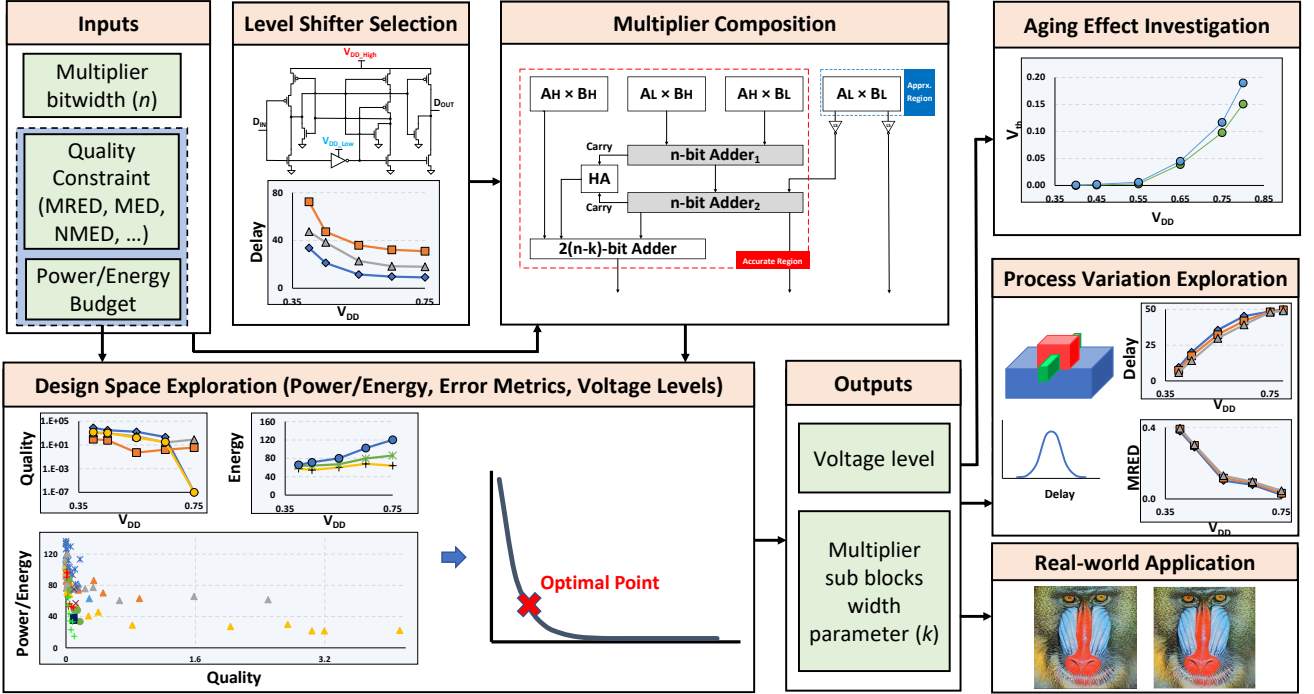 Inputs
Multiplier
bitwidth (n)
Quality
Constraint
(MRED, MED,
NMED, …)
Power/Energy
Budget
Level Shifter Selection
VDD_High
DOUT
DIN
VDD_Low
Delay
80
40
0
0.35
0.75
VDD
Multiplier Composition
AH × BH
AL × BH
AH × BL
AL × BL
Apprx.
Region
Carry
n-bit Adder1
HA
Carry
n-bit Adder2
2(n-k)-bit Adder
Accurate Region
Aging Effect Investigation
Vth
0.20
0.15
0.10
0.05
0.00
0.35
0.45
0.55
0.65
0.75
0.85
VDD
Process Variation Exploration
Delay
50
25
0
0.35
0.75
VDD
Delay
MRED
0.4
0.0
0.35
0.75
VDD
Real-world Application
Design Space Exploration (Power/Energy, Error Metrics, Voltage Levels)
Quality
1.E+05
1.E+01
1.E-03
1.E-07
0.45
0.75
VDD
Energy
160
120
80
40
0
0.35
0.75
VDD
Power/Energy
120
80
40
0
0
1.6
3.2
Quality
Optimal Point
Outputs
Voltage level
Multiplier
sub blocks
width
parameter (k)